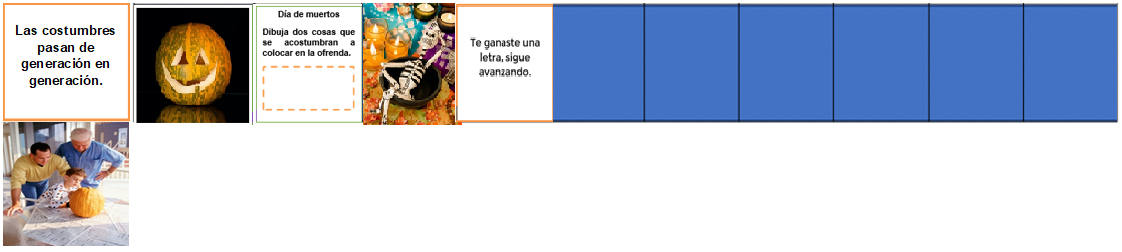 Las costumbres
pasan de
generación en
generación.
Día de muertos
Dibuja dos cosas que
se acostumbran a
colocar en la ofrenda.
Te ganaste una
letra, sigue
avanzando.